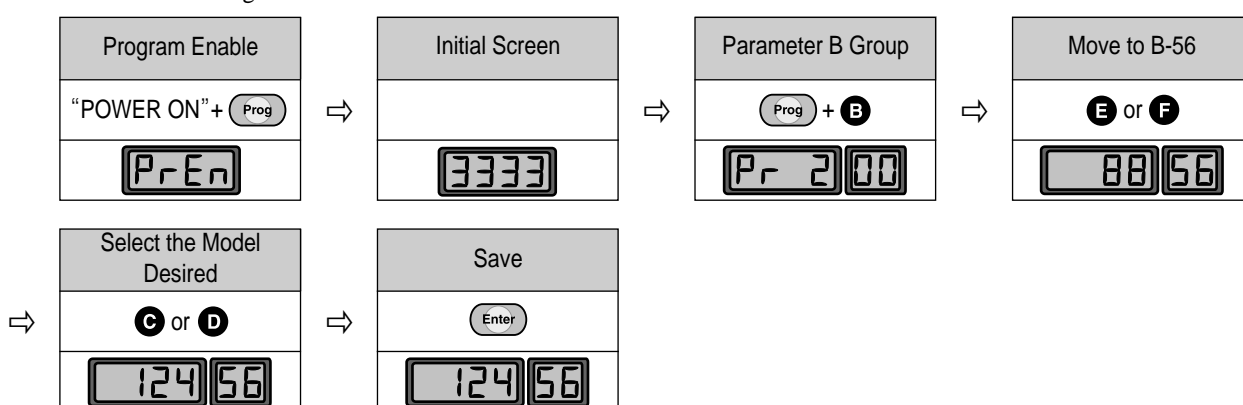 Program Enable
Initial Screen
Parameter B Group
Move to B-56
“POWER ON”+ Prog
Prog + B
E or F
PrEn
3333
Pr 2 00
88 56
Select the Model
Desired
Save
C or D
Enter
124 56
124 56